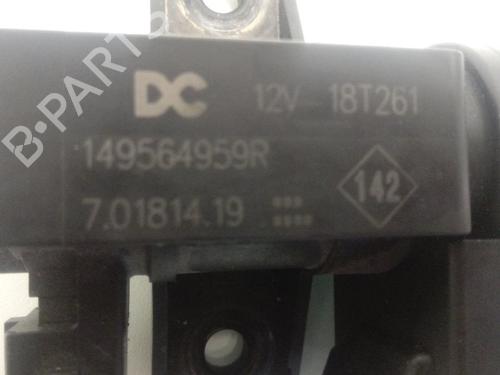 B-PARTS
DC 12V - 18T261
149564959R
7.01814.19
142